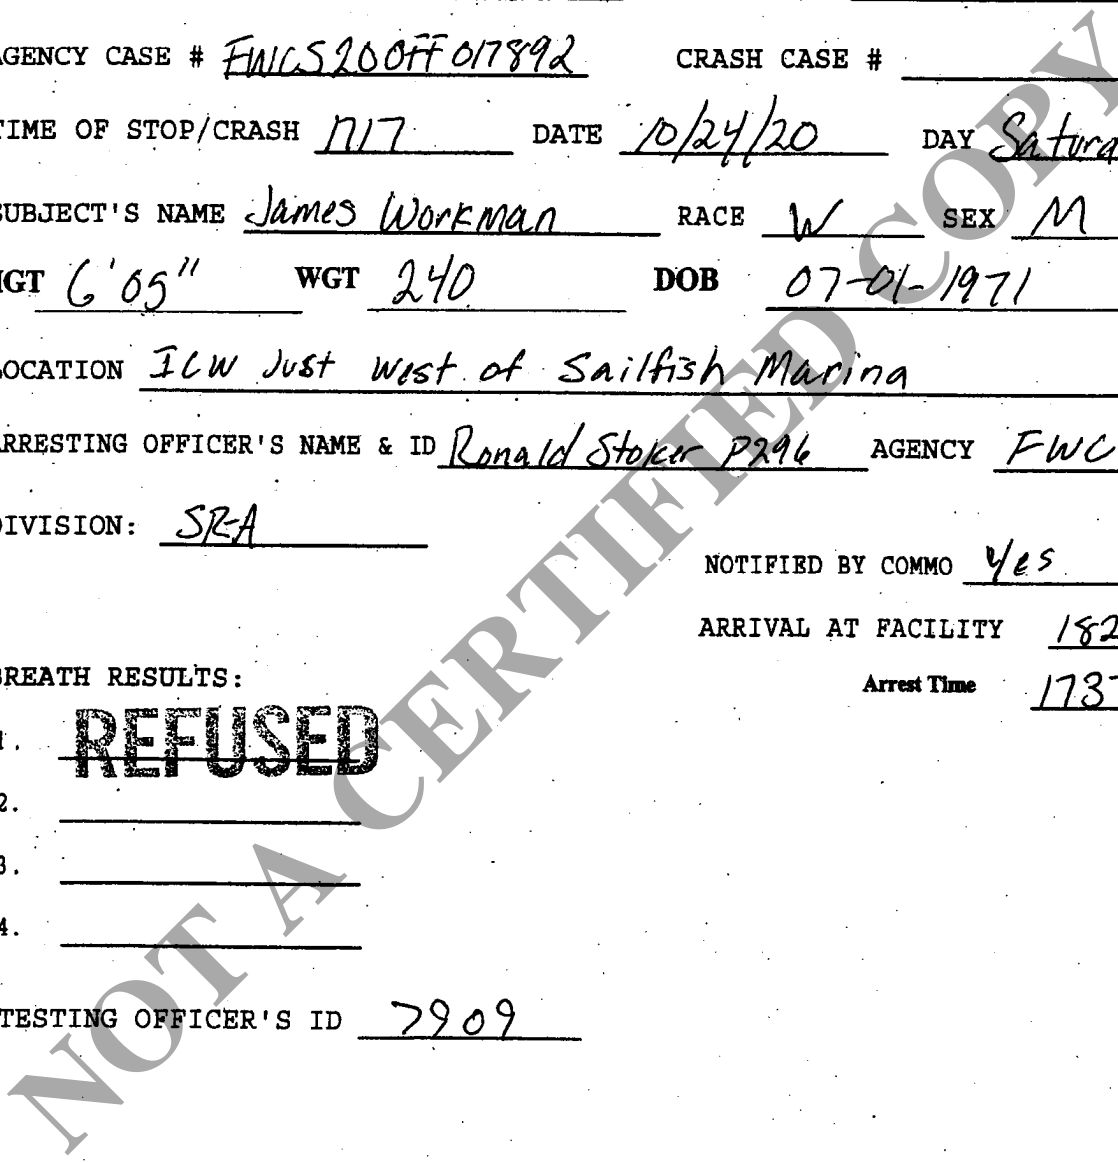 AGENCY CASE # FWCS20OFF017892 CRASH CASE #
TIME OF STOP/CRASH 1717 DATE 10/24/20 DAY Satura
SUBJECT'S NAME James Workman RACE W SEX M
HGT 6'05" WGT 240 DOB 07-01-1971
LOCATION ICW Just West of Sailfish Marina
ARRESTING OFFICER'S NAME & ID Ronald Stoker P296 AGENCY FWC
DIVISION: SR-A
NOTIFIED BY COMMO Yes
ARRIVAL AT FACILITY 182
BREATH RESULTS:
Arrest Time 1737
1. REFUSED
2.
3.
4.
TESTING OFFICER'S ID 7909
NOT A CERTIFIED COPY